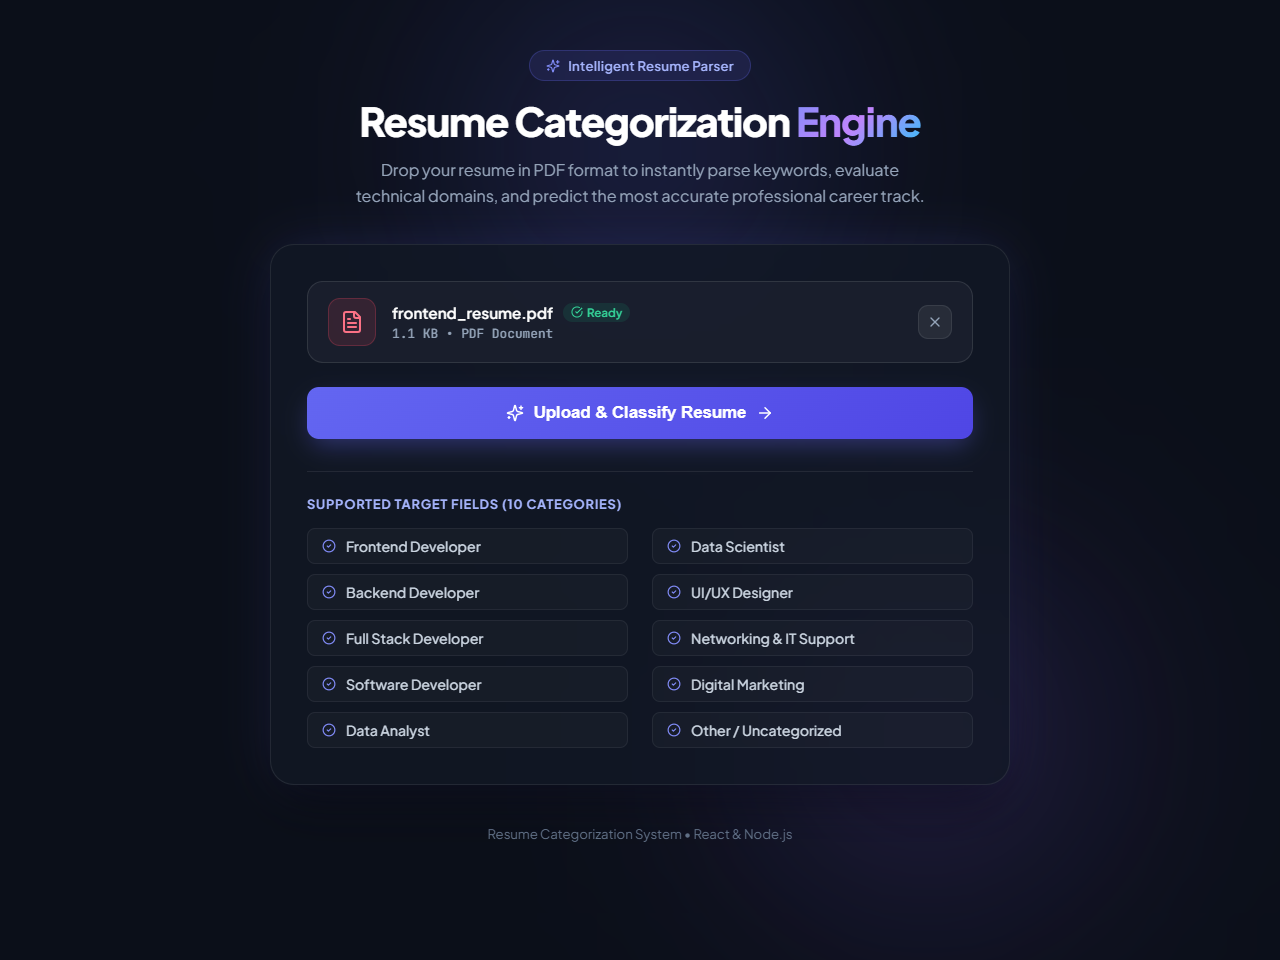 Intelligent Resume Parser
Resume Categorization Engine
Drop your resume in PDF format to instantly parse keywords, evaluate
technical domains, and predict the most accurate professional career track.
frontend_resume.pdf Ready
1.1 KB • PDF Document
Upload & Classify Resume
SUPPORTED TARGET FIELDS (10 CATEGORIES)
Frontend Developer
Data Scientist
Backend Developer
UI/UX Designer
Full Stack Developer
Networking & IT Support
Software Developer
Digital Marketing
Data Analyst
Other / Uncategorized
Resume Categorization System • React & Node.js